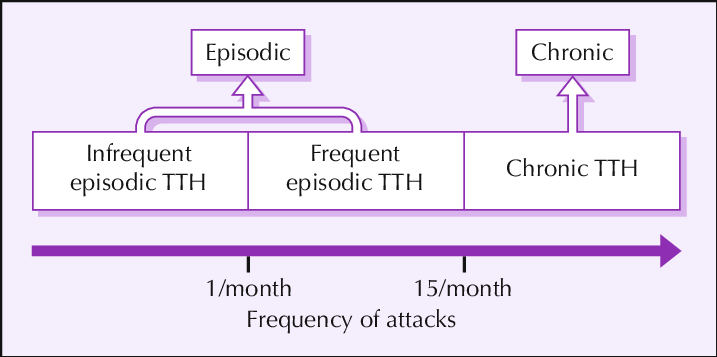 Episodic
Chronic
Infrequent
episodic TTH
Frequent
episodic TTH
Chronic TTH
1/month
15/month
Frequency of attacks